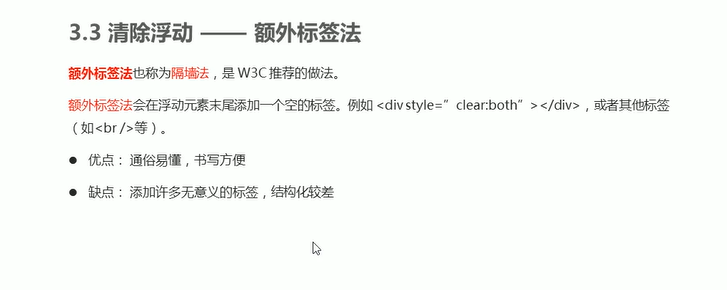 3.3 清除浮动 —— 额外标签法
额外标签法也称为隔墙法，是 W3C 推荐的做法。
额外标签法会在浮动元素末尾添加一个空的标签。例如 <div style=”clear:both”></div>，或者其他标签
（如<br />等）。
● 优点： 通俗易懂，书写方便
● 缺点： 添加许多无意义的标签，结构化较差